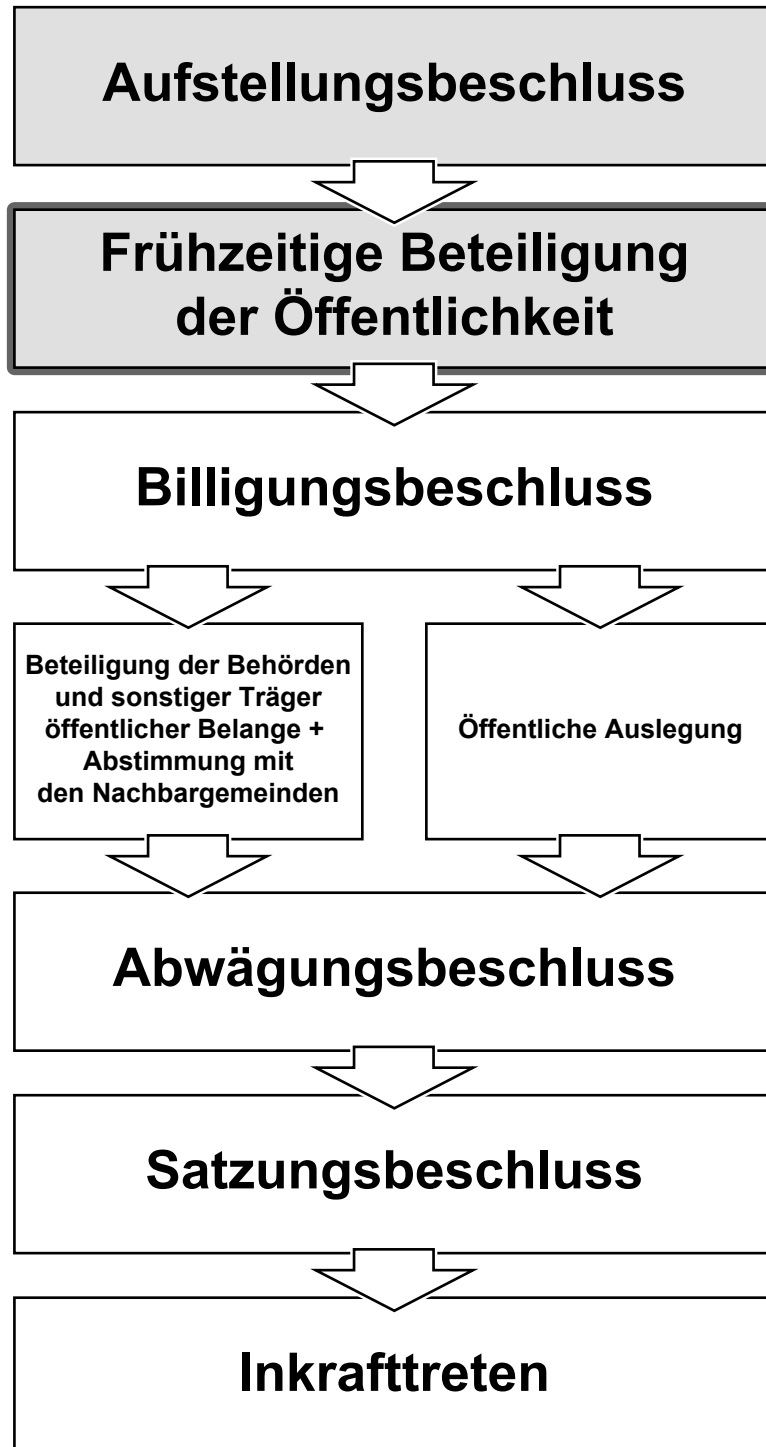 Aufstellungsbeschluss
Frühzeitige Beteiligung
der Öffentlichkeit
Billigungsbeschluss
Beteiligung der Behörden
und sonstiger Träger
öffentlicher Belange +
Abstimmung mit
den Nachbargemeinden
Öffentliche Auslegung
Abwägungsbeschluss
Satzungsbeschluss
Inkrafttreten